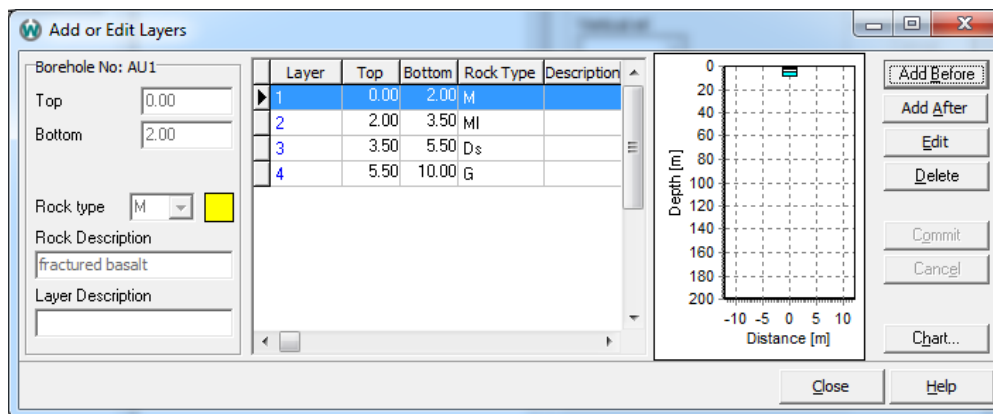 Add or Edit Layers
Borehole No: AU1
Top 0.00
Bottom 2.00
Rock type M
Rock Description
fractured basalt
Layer Description
Layer Top Bottom Rock Type Description
1 0.00 2.00 M
2 2.00 3.50 Ml
3 3.50 5.50 Ds
4 5.50 10.00 G
Depth [m]
0
20
40
60
80
100
120
140
160
180
200
-10 -5 0 5 10
Distance [m]
Add Before
Add After
Edit
Delete
Commit
Cancel
Chart...
Close Help